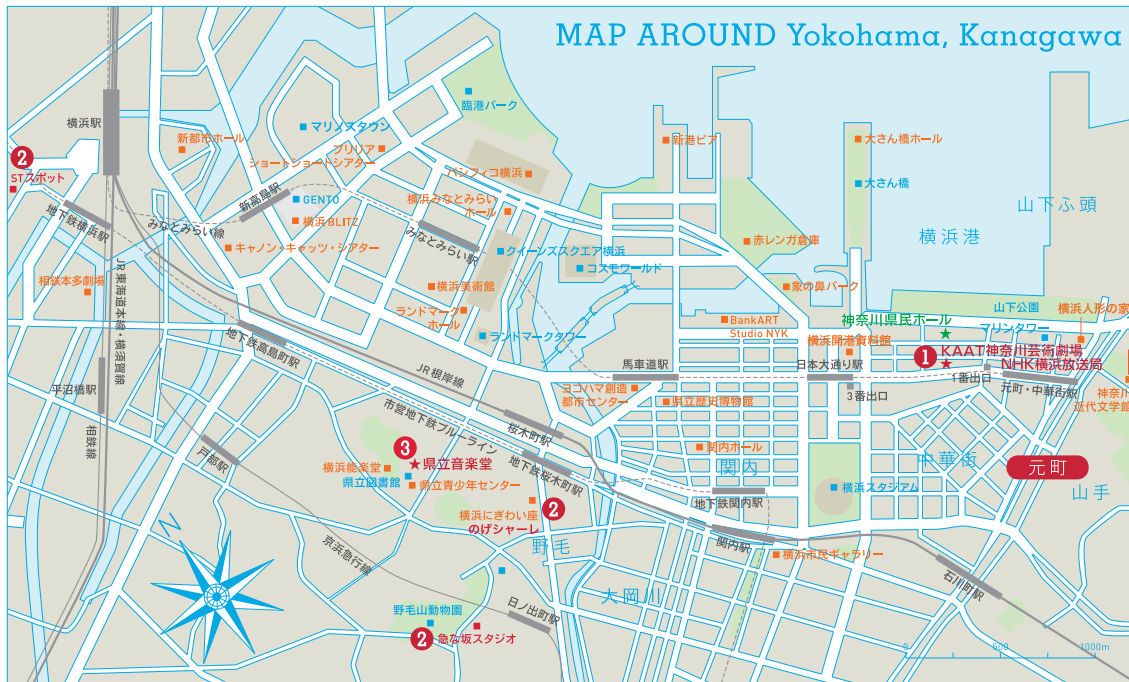 MAP AROUND Yokohama, Kanagawa
横浜駅
新都市ホール
マリノスタウン
ブリリア
ショートショートシアター
臨港パーク
新港ピア
大さん橋ホール
2
STスポット
地下鉄横浜駅
みなとみらい線
新高島駅
GENTO
横浜BLITZ
パシフィコ横浜
横浜みなとみらい
ホール
みなとみらい駅
大さん橋
山下ふ頭
横浜港
キャノン・キャッツ・シアター
クイーンズスクエア横浜
コスモワールド
赤レンガ倉庫
相鉄本多劇場
JR東海道本線・横須賀線
横浜美術館
ランドマーク
ホール
ランドマークタワー
象の鼻パーク
BankART
Studio NYK
神奈川県民ホール
山下公園
マリンタワー
横浜人形の家
横浜開港資料館
1
KAAT神奈川芸術劇場
NHK横浜放送局
地下鉄高島町駅
JR根岸線
馬車道駅
日本大通り駅
1番出口
元町・中華街駅
3番出口
神奈川
近代文学館
平沼橋駅
相鉄線
戸部駅
市営地下鉄ブルーライン
桜木町駅
地下鉄桜木町駅
ヨコハマ創造
都市センター
県立歴史博物館
3
県立音楽堂
横浜能楽堂
県立図書館
県立青少年センター
関内ホール
関内
中華街
元町
山手
横浜スタジアム
地下鉄関内駅
横浜にぎわい座
のげシャーレ
2
野毛
関内駅
横浜市民ギャラリー
石川町駅
N
京浜急行線
大岡川
野毛山動物園
2
急な坂スタジオ
日ノ出町駅
0 500 1000m